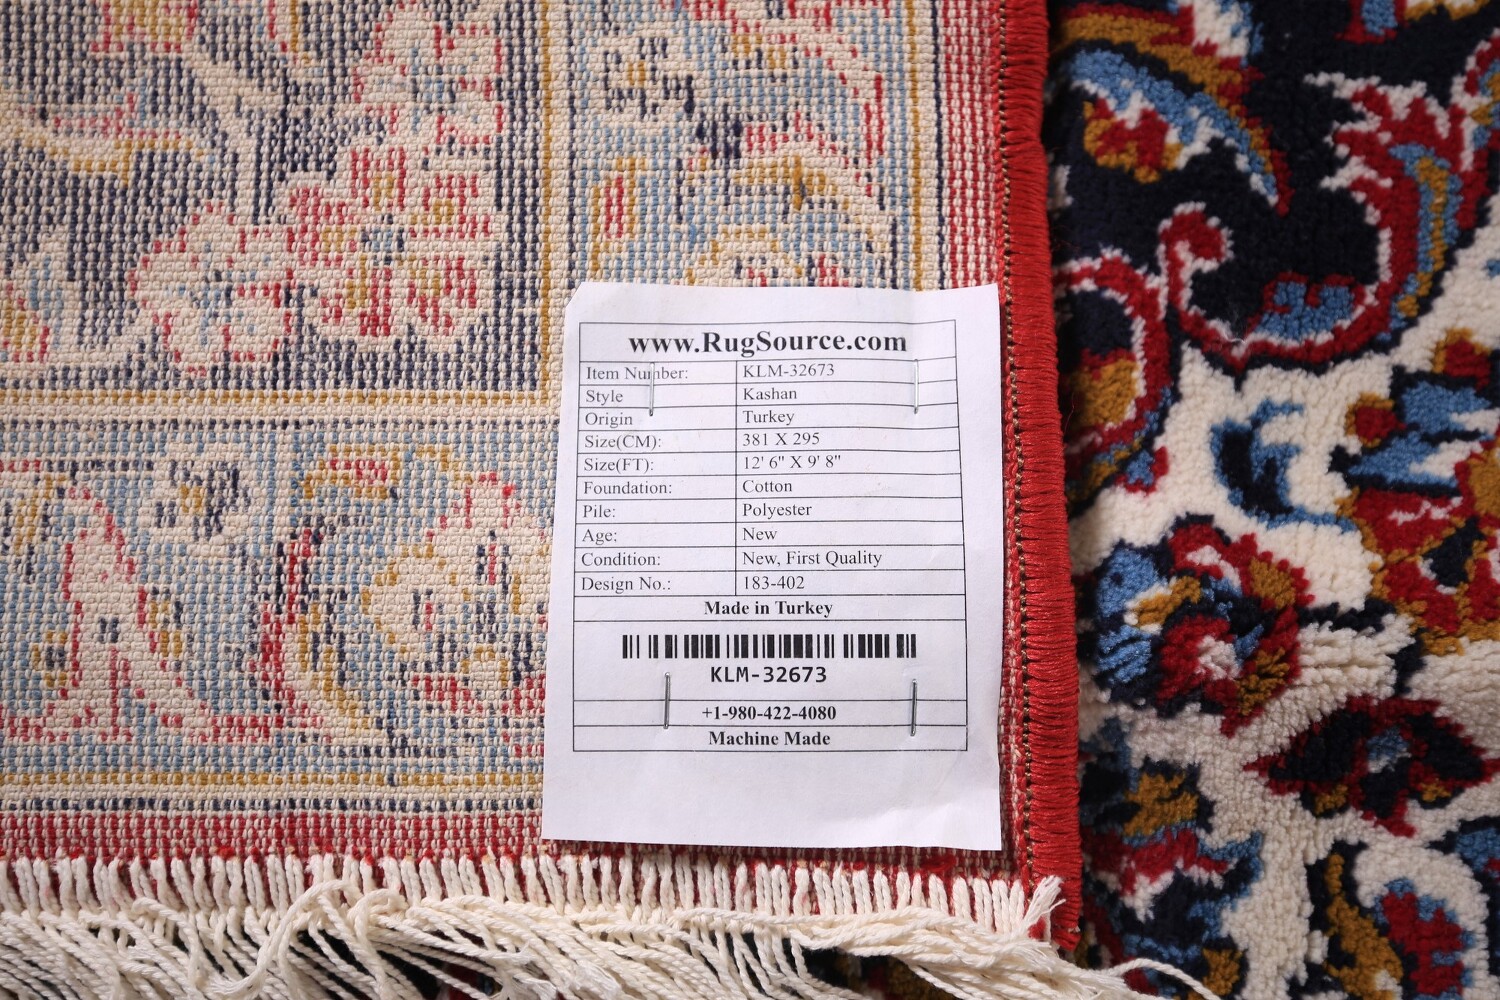 www.RugSource.com
Item Number: KLM-32673
Style Kashan
Origin Turkey
Size(CM): 381 X 295
Size(FT): 12' 6" X 9' 8"
Foundation: Cotton
Pile: Polyester
Age: New
Condition: New, First Quality
Design No.: 183-402
Made in Turkey
KLM-32673
+1-980-422-4080
Machine Made